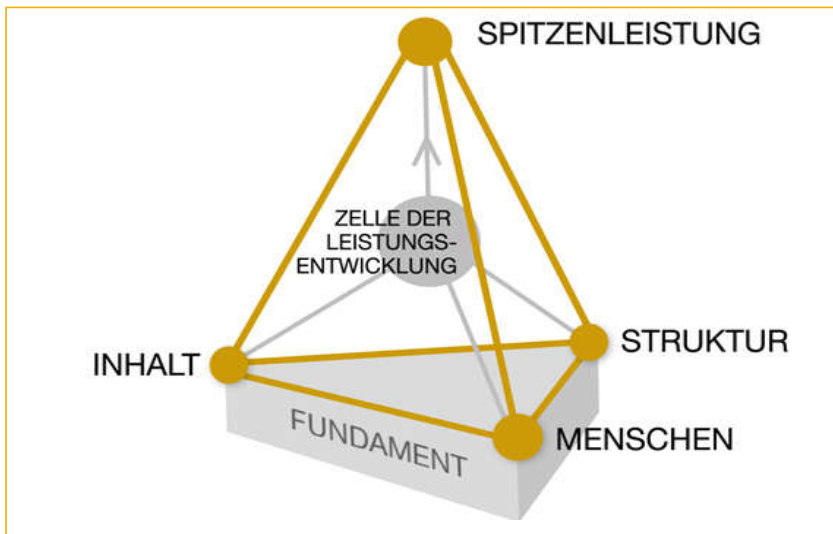 SPITZENLEISTUNG
ZELLE DER
LEISTUNGS-
ENTWICKLUNG
INHALT
STRUKTUR
FUNDAMENT
MENSCHEN